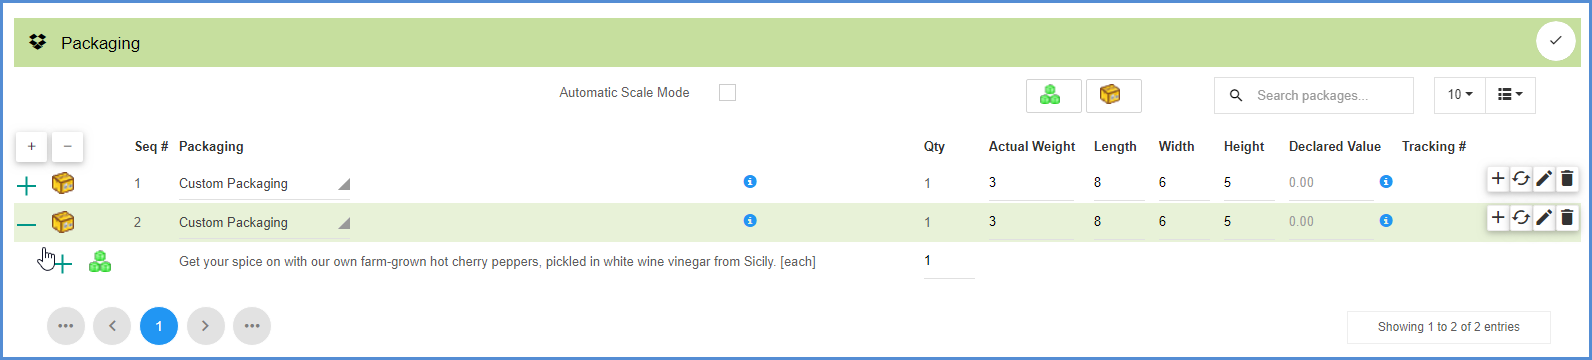 Packaging
Automatic Scale Mode
Search packages...
10
Seq # Packaging Qty Actual Weight Length Width Height Declared Value Tracking #
1 Custom Packaging 1 3 8 6 5 0.00
2 Custom Packaging 1 3 8 6 5 0.00
Get your spice on with our own farm-grown hot cherry peppers, pickled in white wine vinegar from Sicily. [each] 1
1
Showing 1 to 2 of 2 entries